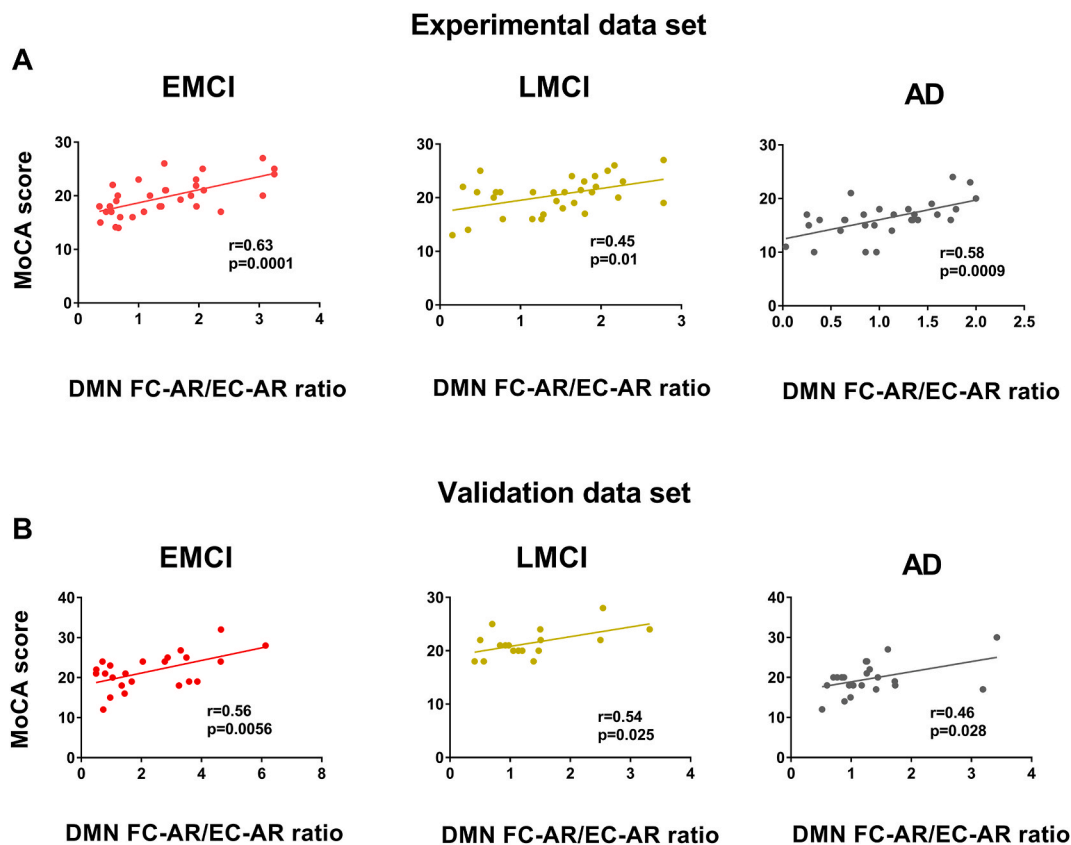 Experimental data set
A
EMCI
LMCI
AD
MoCA score
30
20
10
0
0
1
2
3
4
r=0.63
p=0.0001
DMN FC-AR/EC-AR ratio
30
20
10
0
0
1
2
3
r=0.45
p=0.01
DMN FC-AR/EC-AR ratio
30
20
10
0
0.0
0.5
1.0
1.5
2.0
2.5
r=0.58
p=0.0009
DMN FC-AR/EC-AR ratio
Validation data set
B
EMCI
LMCI
AD
MoCA score
40
30
20
10
0
0
2
4
6
8
r=0.56
p=0.0056
DMN FC-AR/EC-AR ratio
30
20
10
0
0
1
2
3
4
r=0.54
p=0.025
DMN FC-AR/EC-AR ratio
40
30
20
10
0
0
1
2
3
4
r=0.46
p=0.028
DMN FC-AR/EC-AR ratio